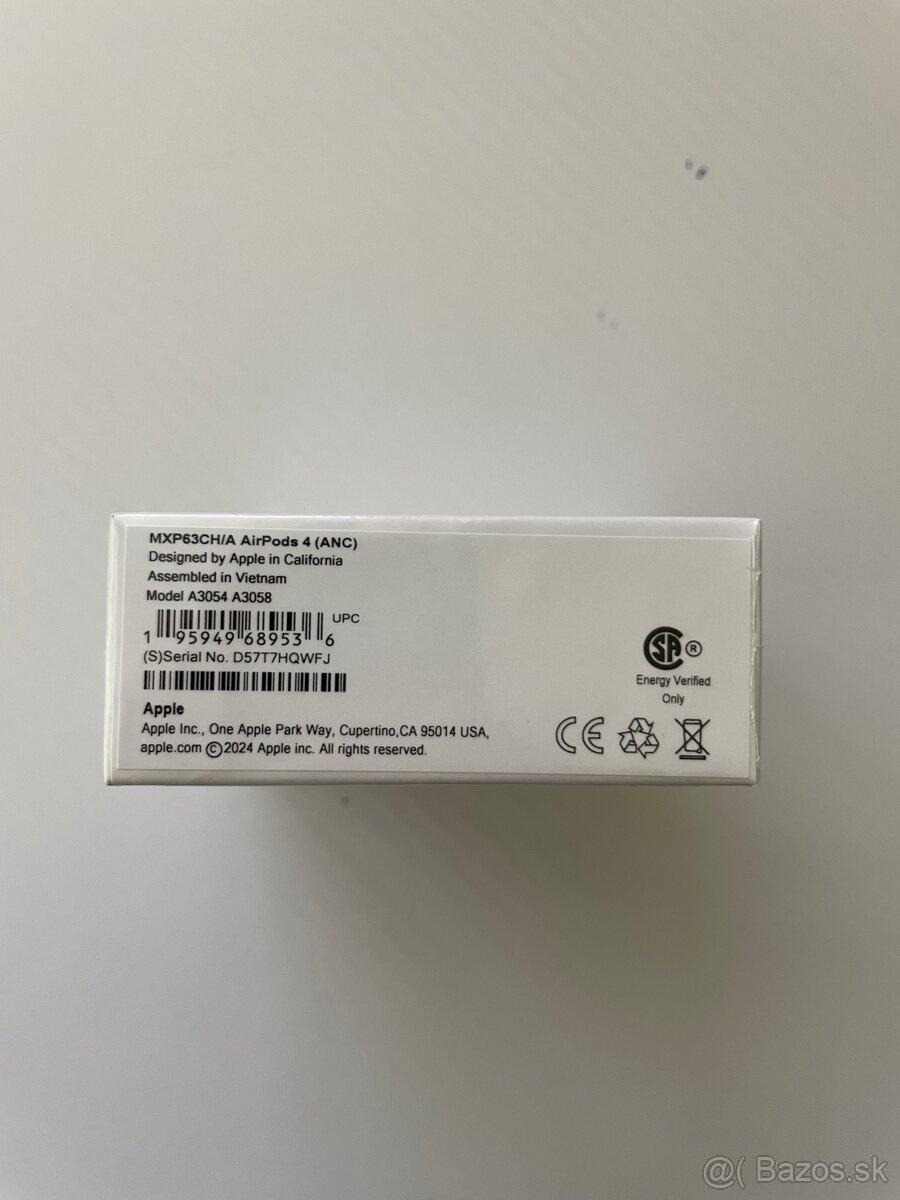 MXP63CH/A AirPods 4 (ANC)
Designed by Apple in California
Assembled in Vietnam
Model A3054 A3058
UPC
1 95949 68953 6
(S)Serial No. D57T7HQWFJ
Apple
Apple Inc., One Apple Park Way, Cupertino,CA 95014 USA,
apple.com ©2024 Apple inc. All rights reserved.
SA ®
Energy Verified
Only
CE
@( Bazos.sk